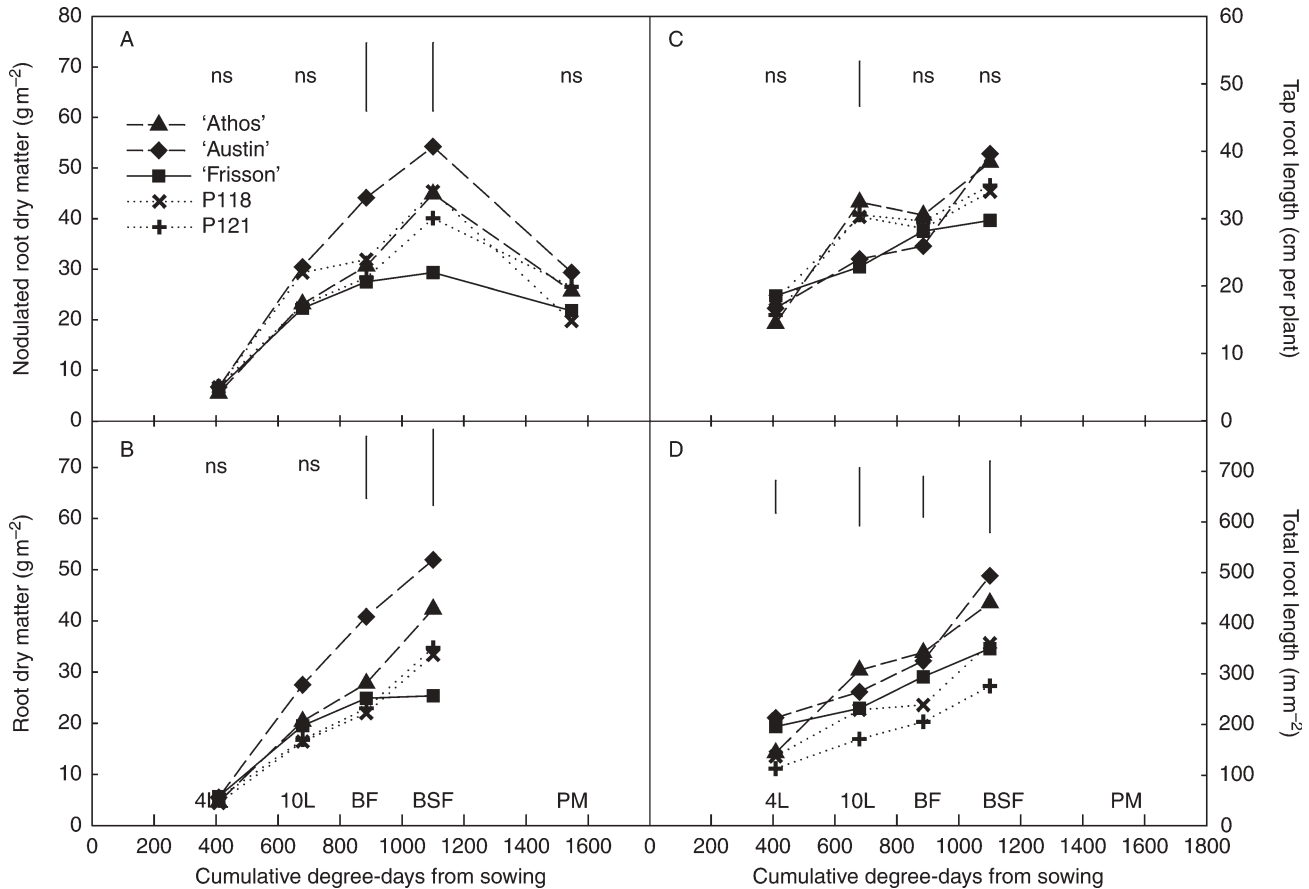 A
C
80
70
60
50
40
30
20
10
0
Nodulated root dry matter (g m–2)
ns
ns
ns
'Athos'
'Austin'
'Frisson'
P118
P121
ns
ns
ns
60
50
40
30
20
10
0
Tap root length (cm per plant)
B
D
70
60
50
40
30
20
10
0
Root dry matter (g m–2)
ns
ns
4L 10L BF BSF PM
4L 10L BF BSF PM
700
600
500
400
300
200
100
0
Total root length (m m–2)
0 200 400 600 800 1000 1200 1400 1600 0 200 400 600 800 1000 1200 1400 1600 1800
Cumulative degree-days from sowing
Cumulative degree-days from sowing